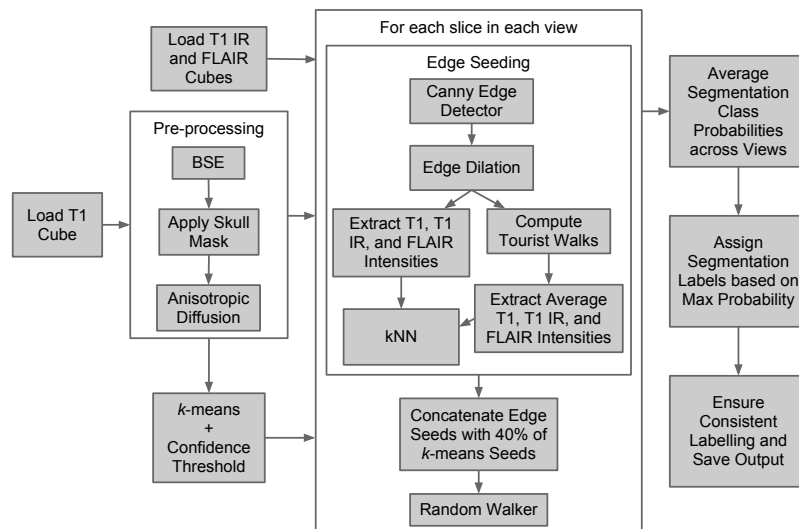 Load T1 IR
and FLAIR
Cubes
Load T1
Cube
Pre-processing
BSE
Apply Skull
Mask
Anisotropic
Diffusion
k-means
+
Confidence
Threshold
For each slice in each view
Edge Seeding
Canny Edge
Detector
Edge Dilation
Extract T1, T1
IR, and FLAIR
Intensities
Compute
Tourist Walks
Extract Average
T1, T1 IR, and
FLAIR Intensities
kNN
Concatenate Edge
Seeds with 40% of
k-means Seeds
Random Walker
Average
Segmentation
Class
Probabilities
across Views
Assign
Segmentation
Labels based on
Max Probability
Ensure
Consistent
Labelling and
Save Output